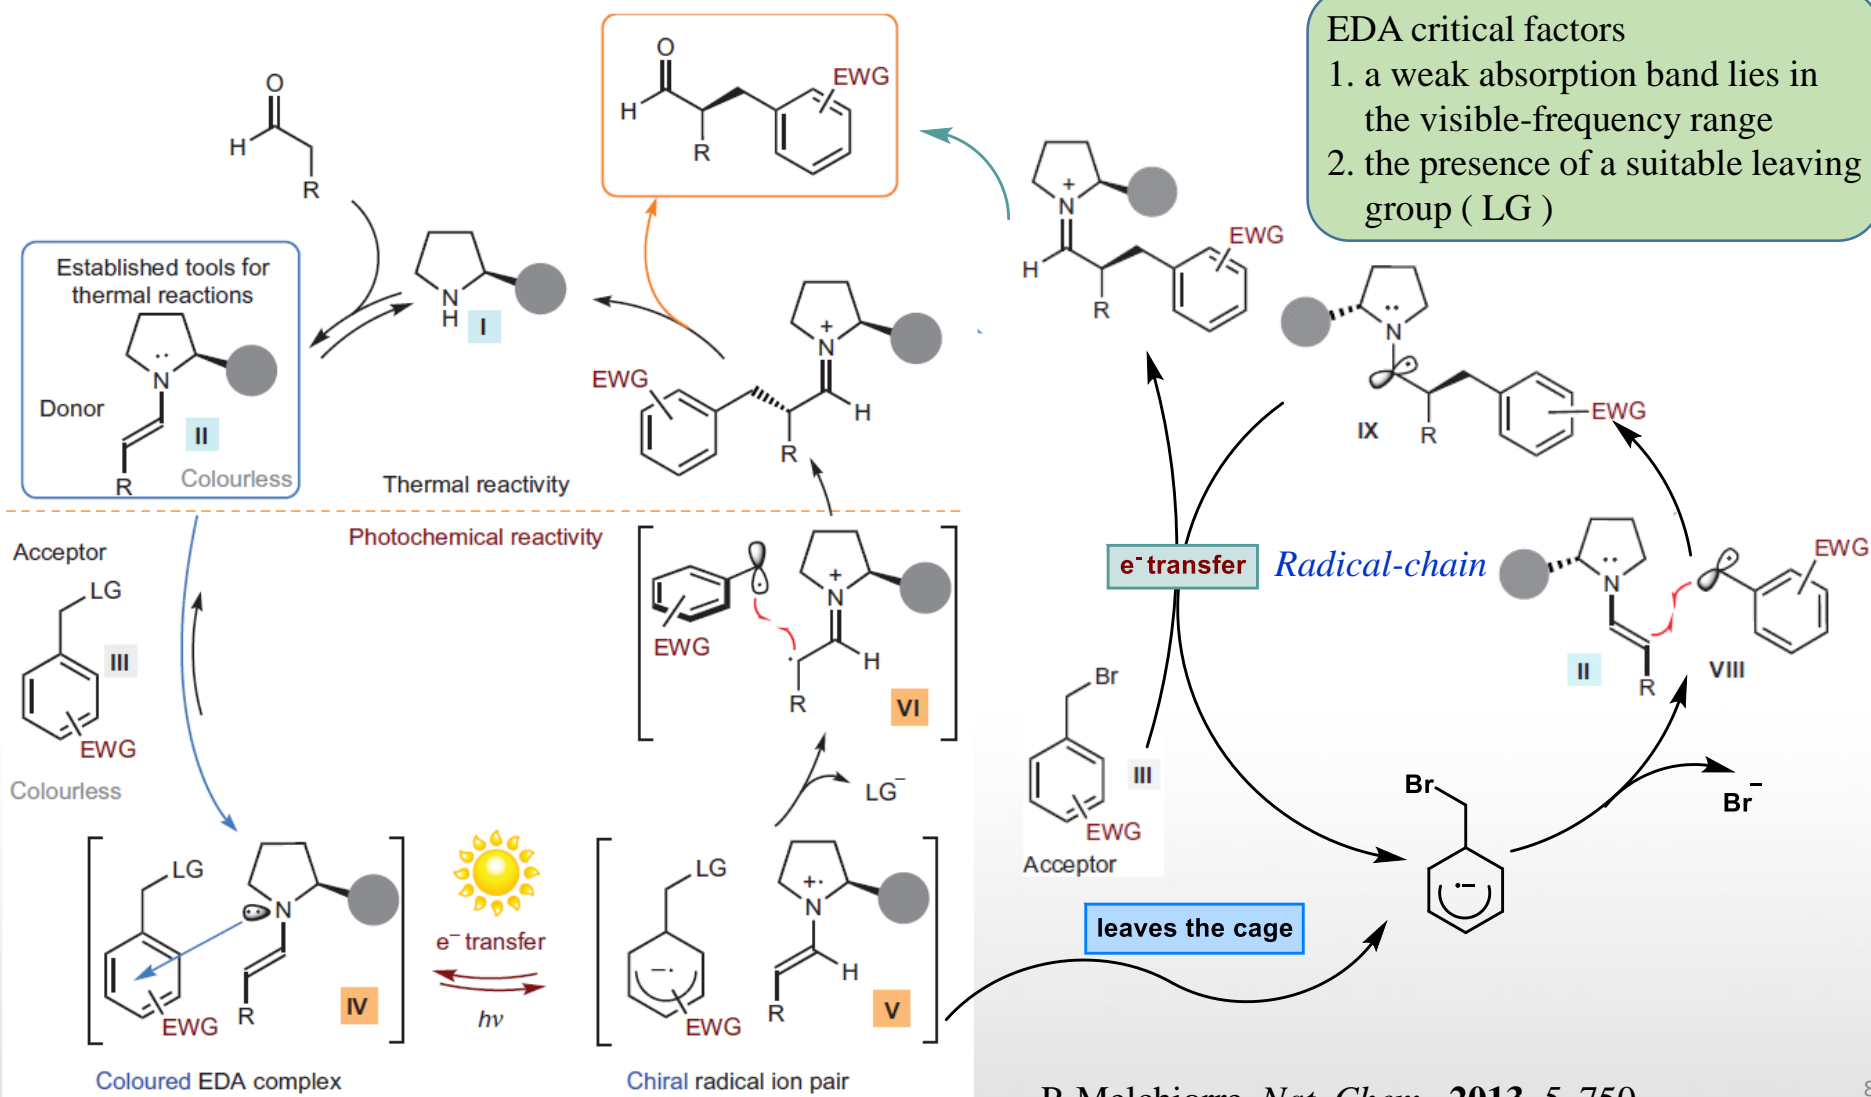 EDA critical factors
1. a weak absorption band lies in
the visible-frequency range
2. the presence of a suitable leaving
group ( LG )
O
H
R
O
H
R
EWG
Established tools for
thermal reactions
N
Donor
II
R
Colourless
N
H
I
+
N
EWG
H
R
Thermal reactivity
Photochemical reactivity
Acceptor
LG
III
EWG
Colourless
EWG
+
N
H
R
VI
LG−
LG
N
EWG
R
IV
Coloured EDA complex
e− transfer
hν
LG
−·
EWG
+·
N
H
R
V
Chiral radical ion pair
+
N
H
R
EWG
N
IX
R
EWG
e- transfer
Radical-chain
N
II
R
VIII
EWG
Br
III
EWG
Acceptor
Br
·−
Br−
leaves the cage
2013